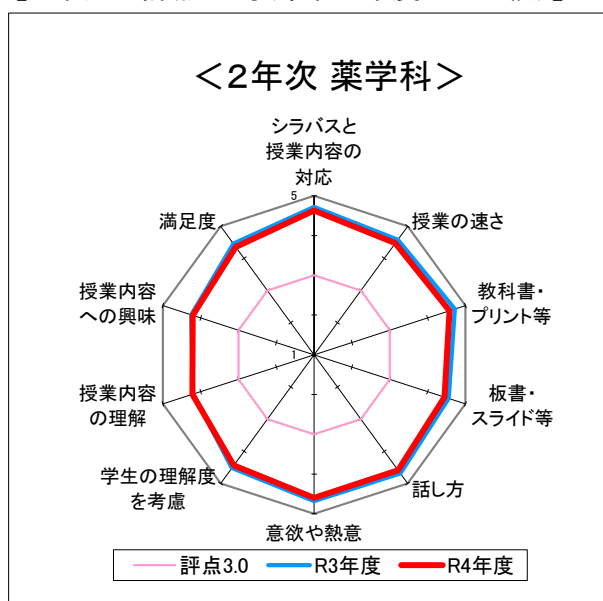 <2年次 薬学科>
シラバスと
授業内容の
対応
5
満足度
授業の速さ
授業内容
への興味
教科書・
プリント等
1
授業内容
の理解
板書・
スライド等
学生の理解度
を考慮
話し方
意欲や熱意
評点3.0
R3年度
R4年度